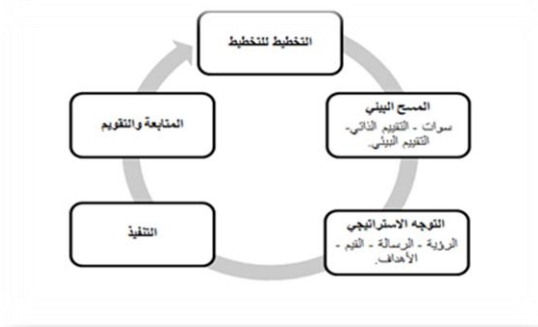 التخطيط للتخطيط
المسح البيئي
سوات - التقييم الذاتي-
التقييم البيئي.
التوجه الاستراتيجي
الرؤية - الرسالة - القيم -
الأهداف.
التنفيذ
المتابعة والتقويم